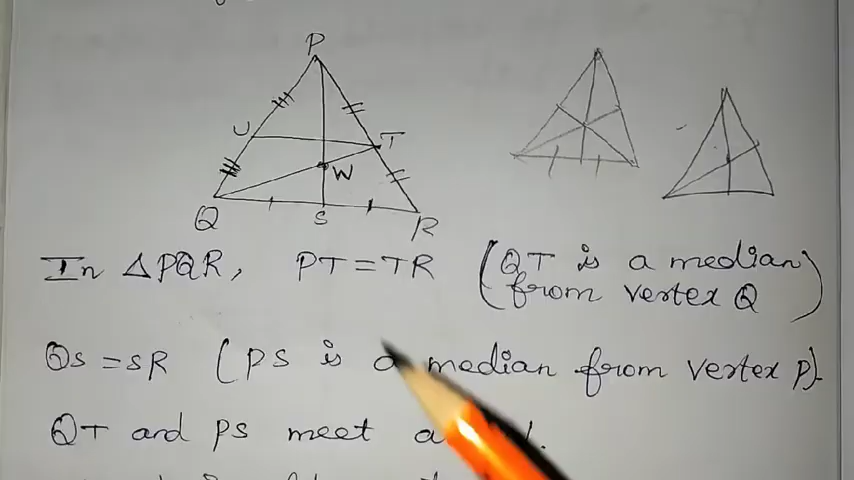 P
U
T
W
Q
S
R
In ΔPQR, PT = TR (QT is a median from vertex Q)
QS = SR (PS is a median from vertex P).
QT and PS meet